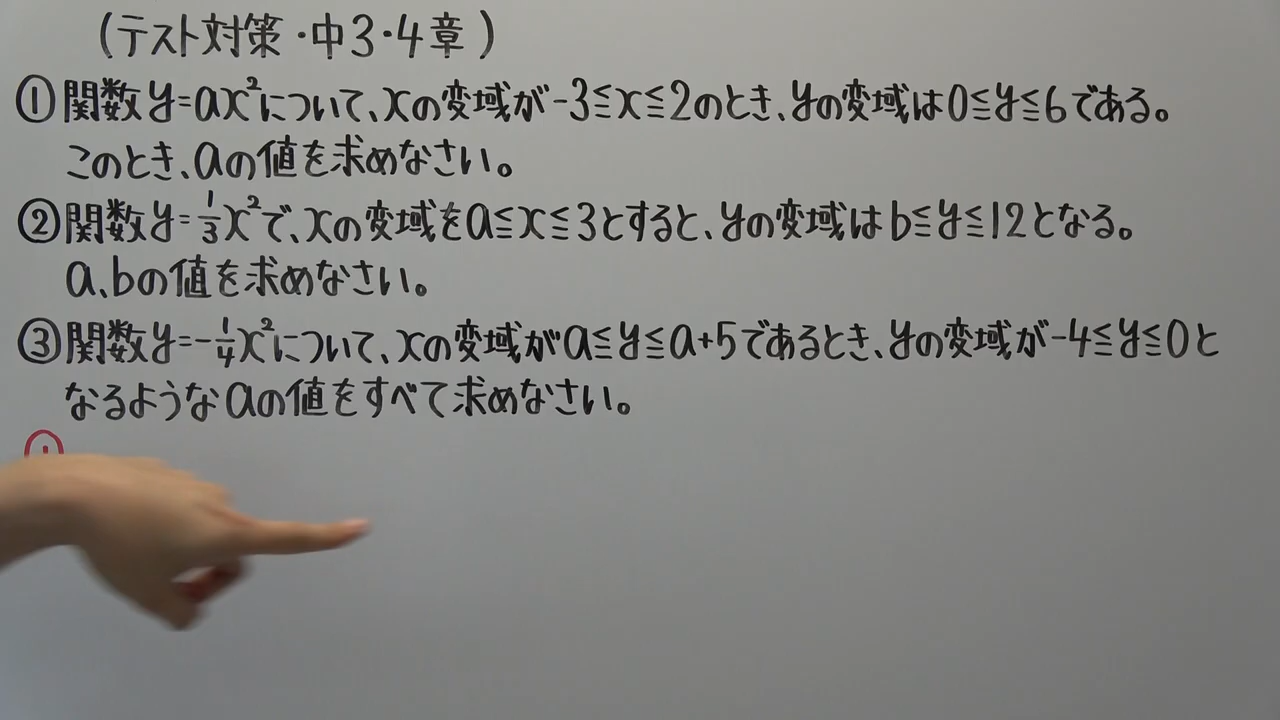 (テスト対策・中3・4章)
① 関数y=ax²について、xの変域が-3≦x≦2のとき、yの変域は0≦y≦6である。
このとき、aの値を求めなさい。
② 関数y=1/3x²で、xの変域をa≦x≦3とすると、yの変域はb≦y≦12となる。
a、bの値を求めなさい。
③ 関数y=-1/4x²について、xの変域がa≦y≦a+5であるとき、yの変域が-4≦y≦0と
なるようなaの値をすべて求めなさい。